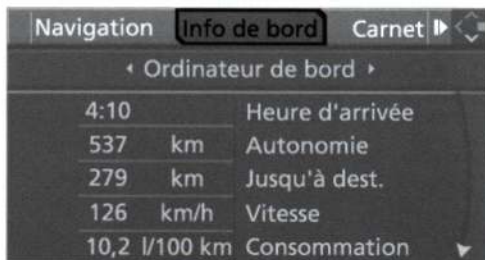 Navigation Info de bord Carnet
Ordinateur de bord
4:10 Heure d'arrivée
537 km Autonomie
279 km Jusqu'à dest.
126 km/h Vitesse
10,2 l/100 km Consommation